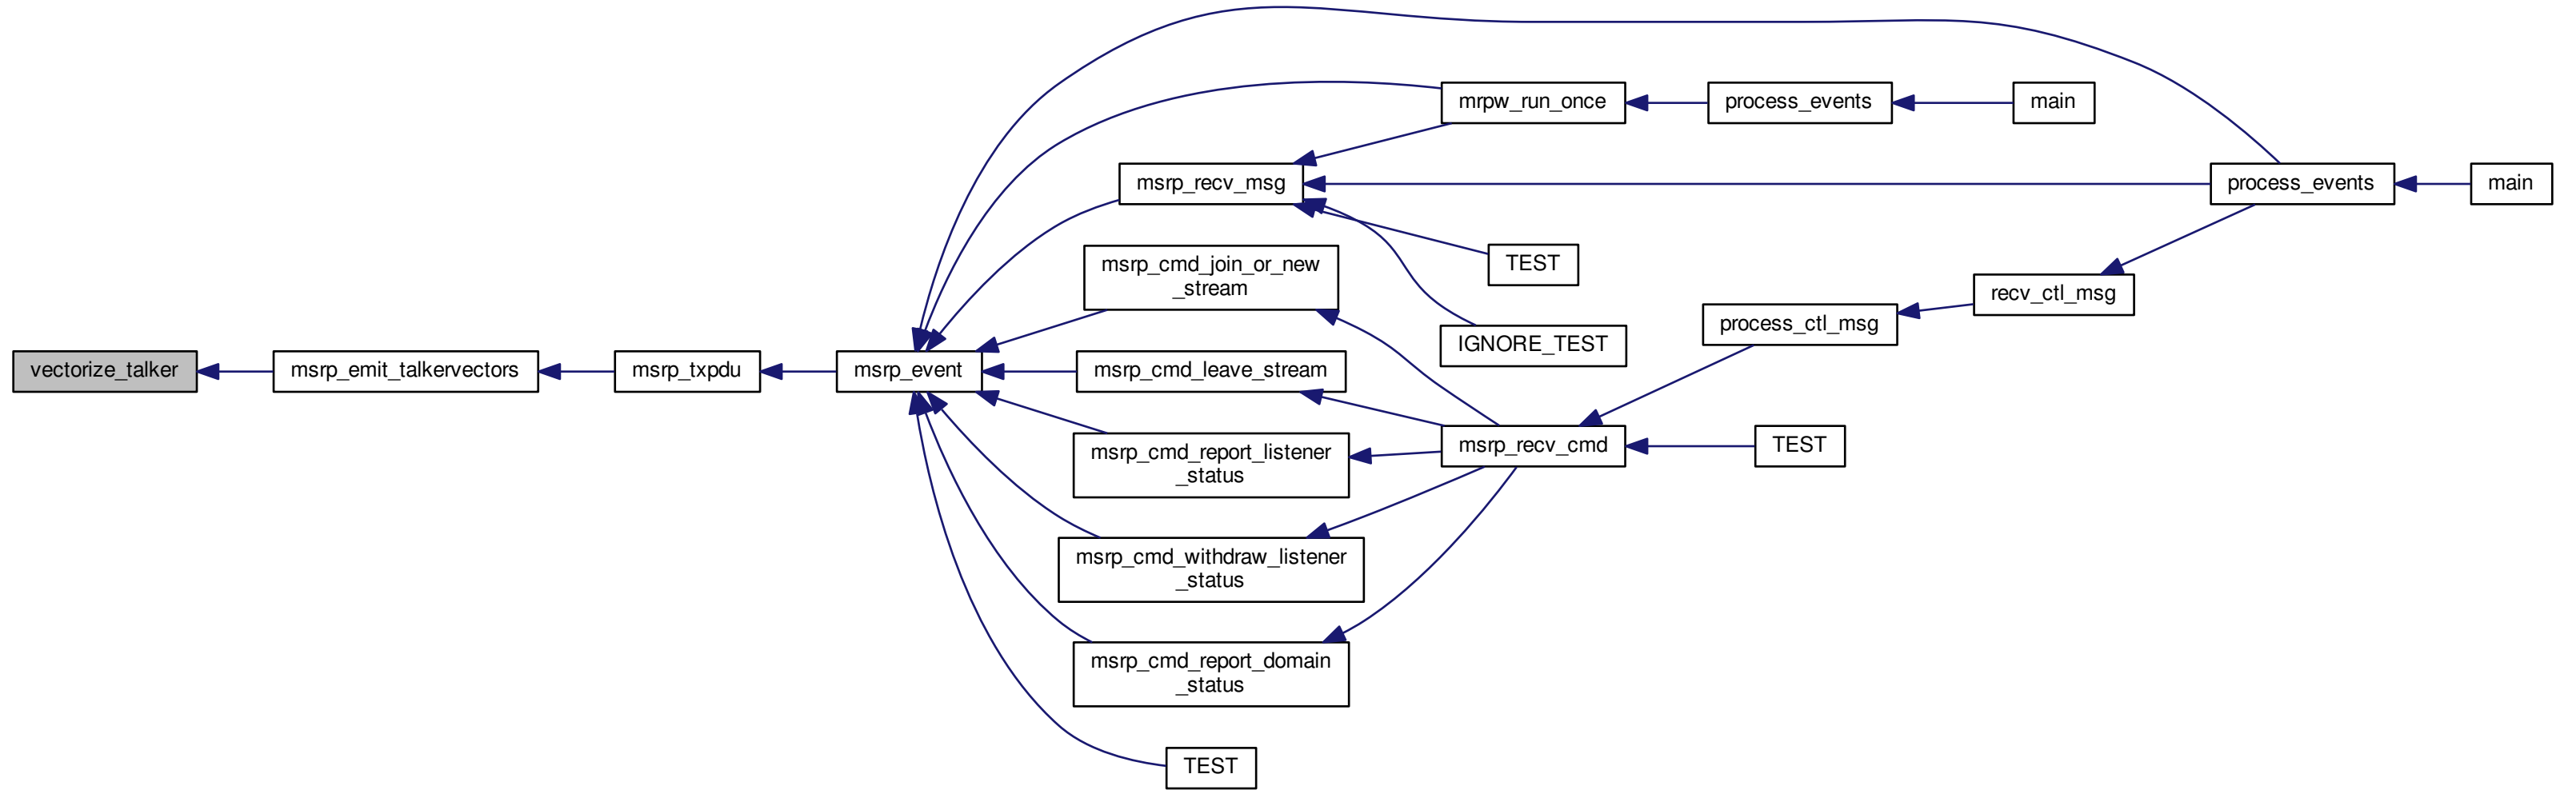 vectorize_talker
msrp_emit_talkervectors
msrp_txpdu
msrp_event
mrpw_run_once
process_events
main
msrp_recv_msg
process_events
main
msrp_cmd_join_or_new
_stream
TEST
IGNORE_TEST
recv_ctl_msg
process_ctl_msg
msrp_cmd_leave_stream
msrp_cmd_report_listener
_status
msrp_recv_cmd
TEST
msrp_cmd_withdraw_listener
_status
msrp_cmd_report_domain
_status
TEST